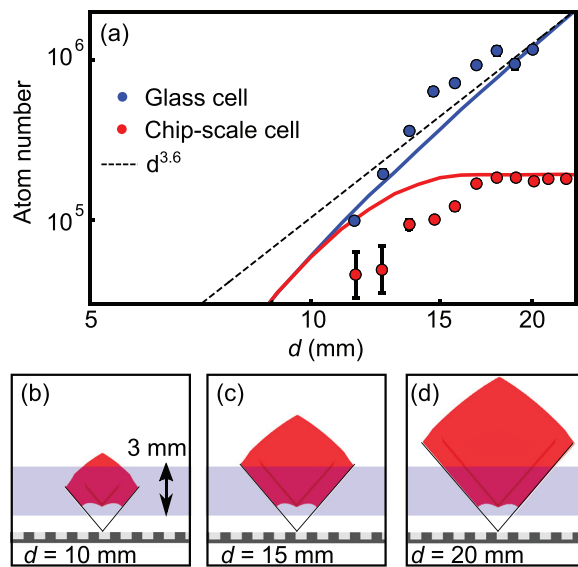 (a)
10⁶
10⁵
Atom number
Glass cell
Chip-scale cell
d³·⁶
5
10
15
20
d (mm)
(b)
3 mm
d = 10 mm
(c)
d = 15 mm
(d)
d = 20 mm